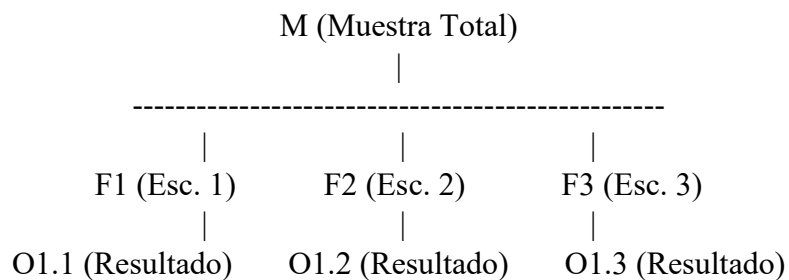 M (Muestra Total)
|
--------------------------------------------------
| | |
F1 (Esc. 1) F2 (Esc. 2) F3 (Esc. 3)
| | |
O1.1 (Resultado) O1.2 (Resultado) O1.3 (Resultado)